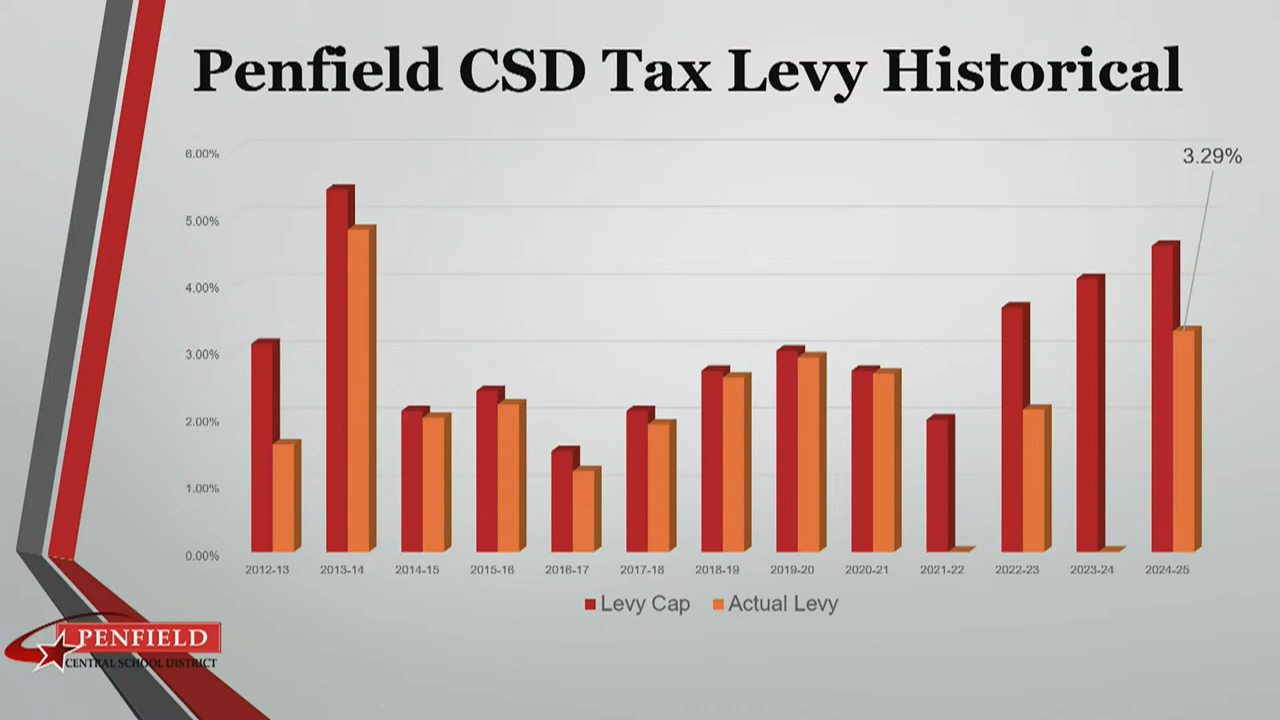 Penfield CSD Tax Levy Historical
3.29%
6.00%
5.00%
4.00%
3.00%
2.00%
1.00%
0.00%
2012-13 2013-14 2014-15 2015-16 2016-17 2017-18 2018-19 2019-20 2020-21 2021-22 2022-23 2023-24 2024-25
Levy Cap Actual Levy
PENFIELD
CENTRAL SCHOOL DISTRICT